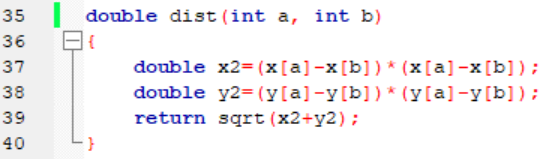 35 double dist(int a, int b)
36 {
37 double x2=(x[a]-x[b])*(x[a]-x[b]);
38 double y2=(y[a]-y[b])*(y[a]-y[b]);
39 return sqrt(x2+y2);
40 }